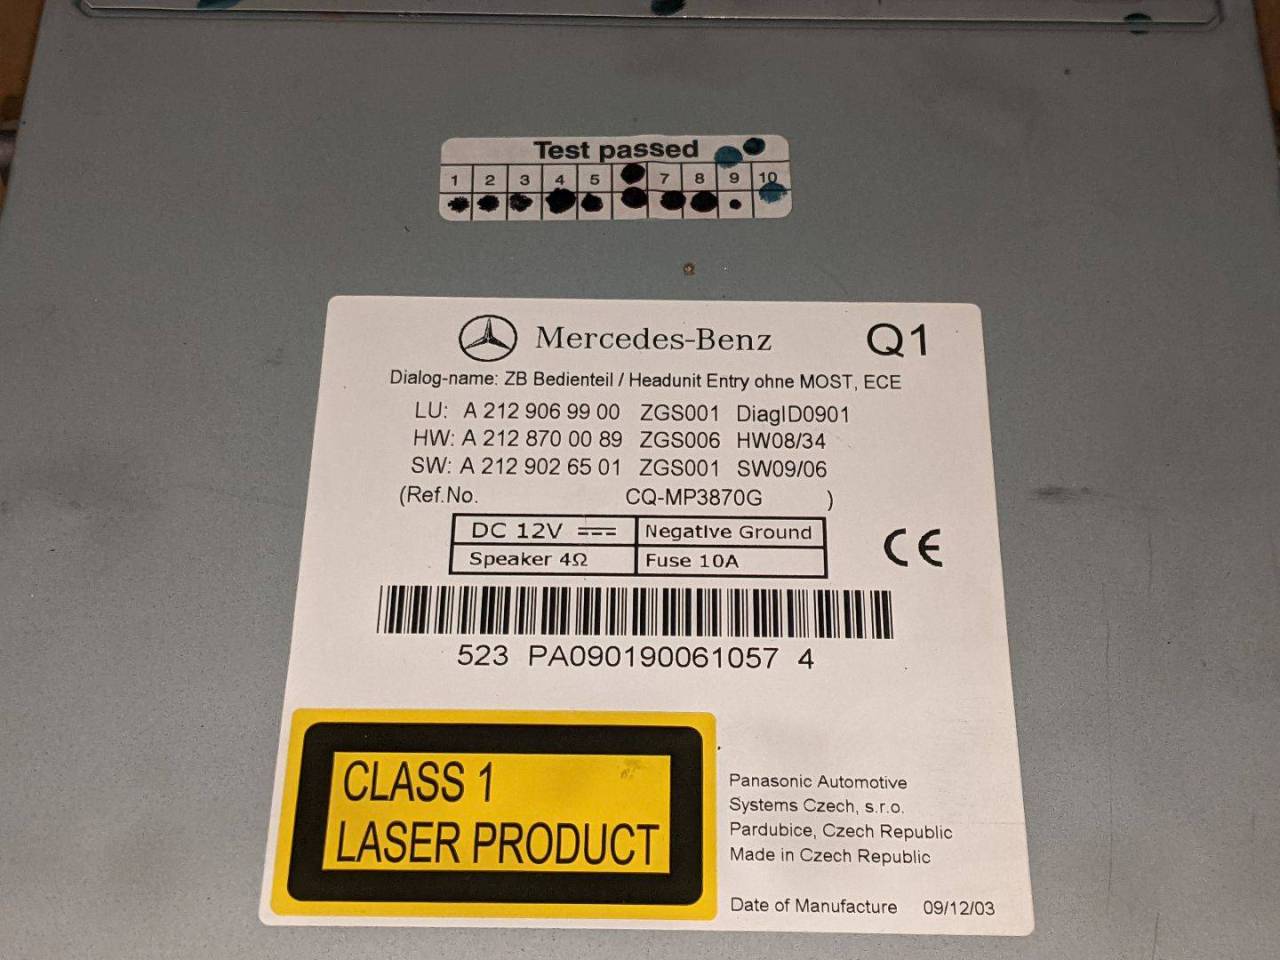 Test passed
1 2 3 4 5 7 8 9 10
Mercedes-Benz Q1
Dialog-name: ZB Bedienteil / Headunit Entry ohne MOST, ECE
LU: A 212 906 99 00 ZGS001 DiagID0901
HW: A 212 870 00 89 ZGS006 HW08/34
SW: A 212 902 65 01 ZGS001 SW09/06
(Ref.No. CQ-MP3870G )
DC 12V ⎓ Negative Ground
Speaker 4Ω Fuse 10A
CE
523 PA090190061057 4
CLASS 1
LASER PRODUCT
Panasonic Automotive
Systems Czech, s.r.o.
Pardubice, Czech Republic
Made in Czech Republic
Date of Manufacture 09/12/03